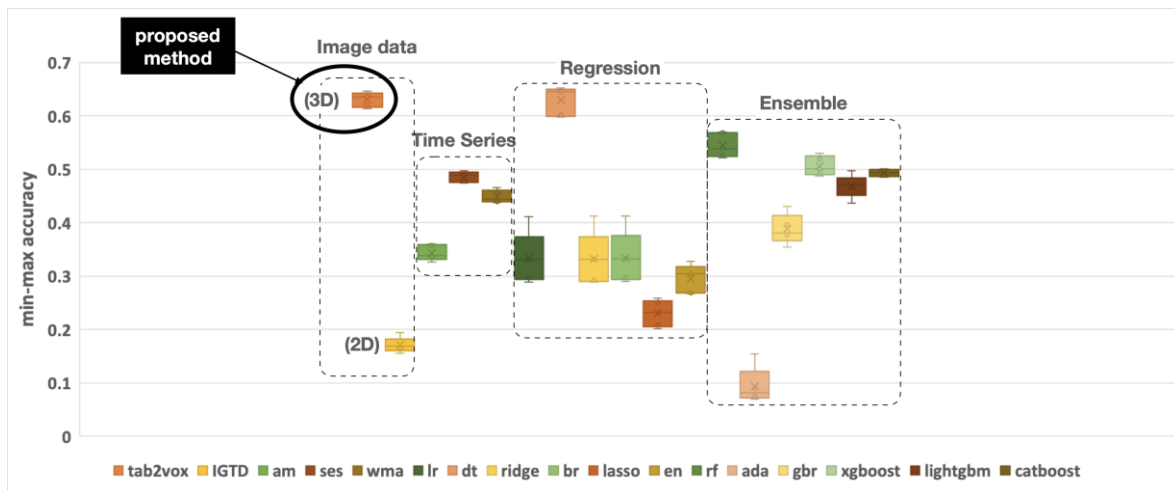 proposed
method
Image data
Regression
Ensemble
Time Series
(3D)
(2D)
min-max accuracy
0.7
0.6
0.5
0.4
0.3
0.2
0.1
0
tab2vox IGTD am ses wma lr dt ridge br lasso en rf ada gbr xgboost lightgbm catboost